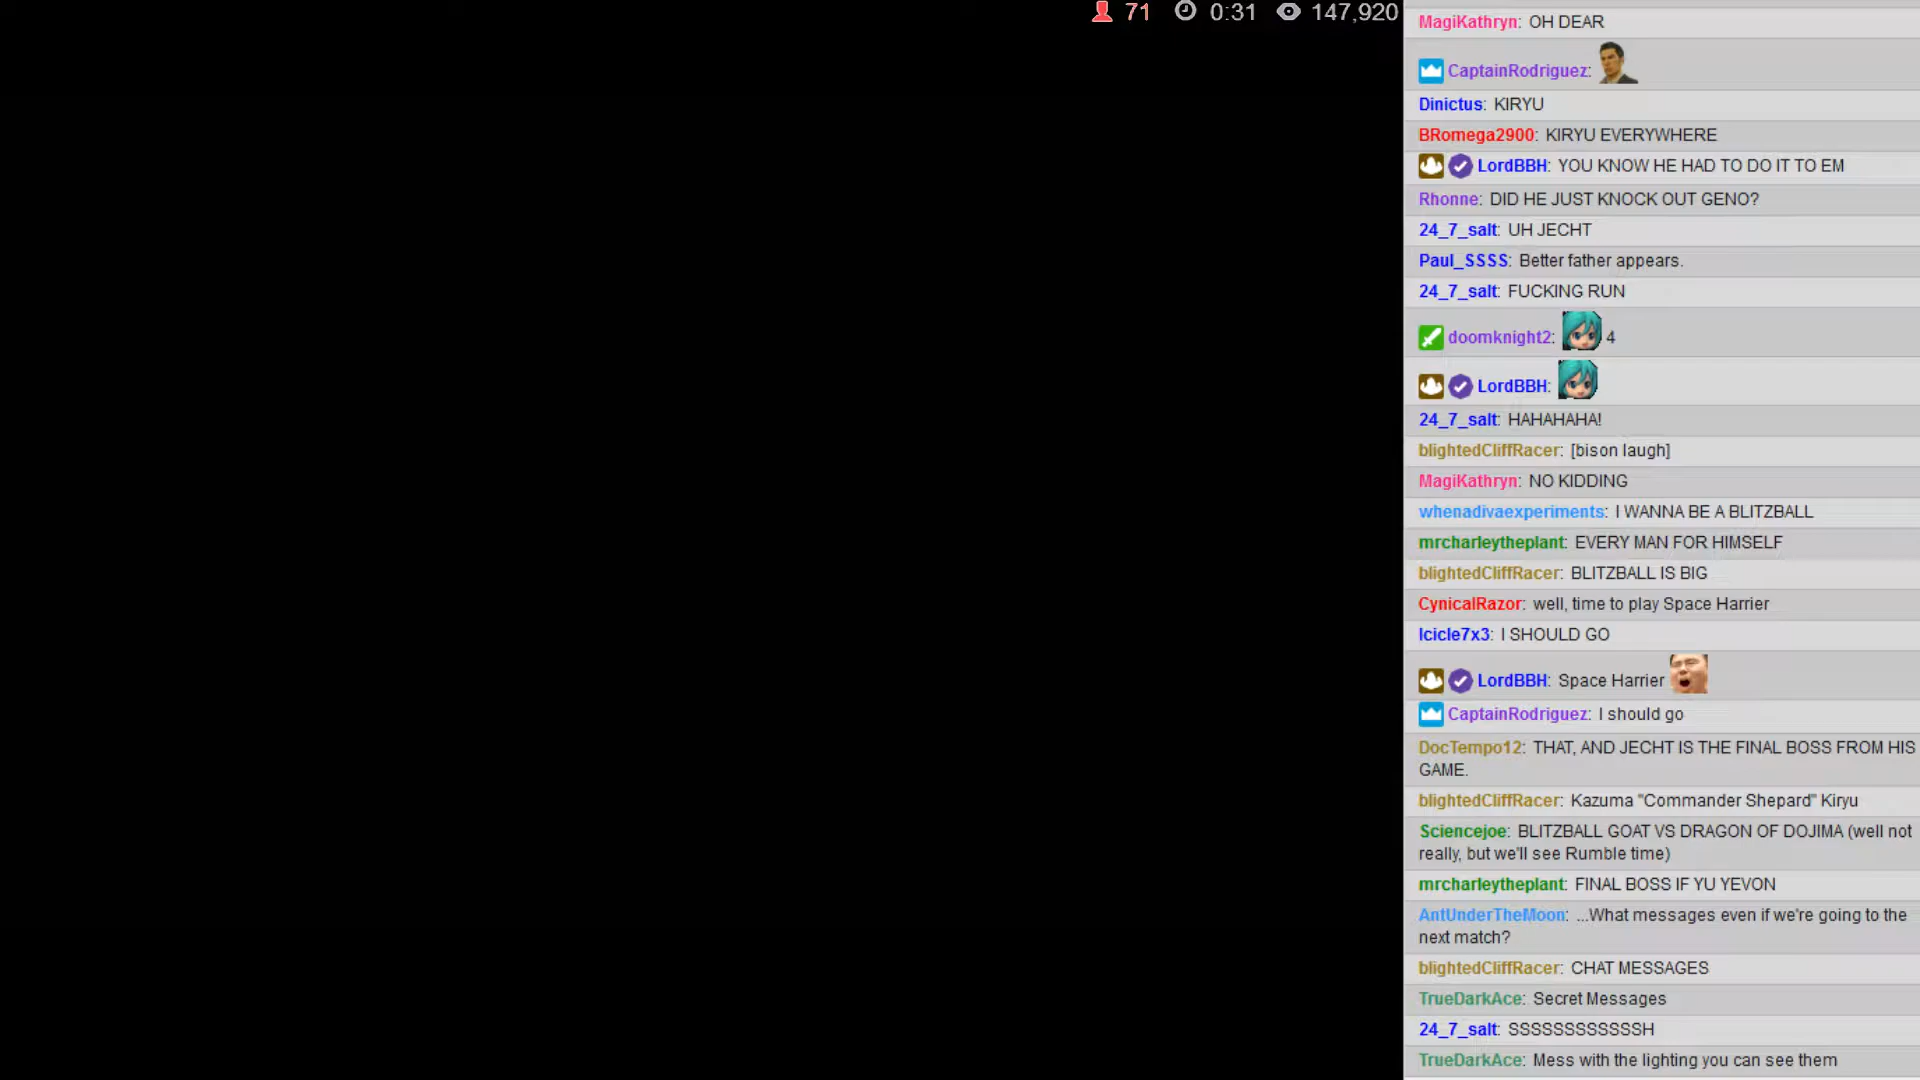 71 0:31 147,920
MagiKathryn: OH DEAR
CaptainRodriguez:
Dinictus: KIRYU
BRomega2900: KIRYU EVERYWHERE
LordBBH: YOU KNOW HE HAD TO DO IT TO EM
Rhonne: DID HE JUST KNOCK OUT GENO?
24_7_salt: UH JECHT
Paul_SSSS: Better father appears.
24_7_salt: FUCKING RUN
doomknight2: 4
LordBBH:
24_7_salt: HAHAHAHA!
blightedCliffRacer: [bison laugh]
MagiKathryn: NO KIDDING
whenadivaexperiments: I WANNA BE A BLITZBALL
mrcharleytheplant: EVERY MAN FOR HIMSELF
blightedCliffRacer: BLITZBALL IS BIG
CynicalRazor: well, time to play Space Harrier
Icicle7x3: I SHOULD GO
LordBBH: Space Harrier
CaptainRodriguez: I should go
DocTempo12: THAT, AND JECHT IS THE FINAL BOSS FROM HIS
GAME.
blightedCliffRacer: Kazuma "Commander Shepard" Kiryu
Sciencejoe: BLITZBALL GOAT VS DRAGON OF DOJIMA (well not
really, but we'll see Rumble time)
mrcharleytheplant: FINAL BOSS IF YU YEVON
AntUnderTheMoon: ...What messages even if we're going to the
next match?
blightedCliffRacer: CHAT MESSAGES
TrueDarkAce: Secret Messages
24_7_salt: SSSSSSSSSSSSH
TrueDarkAce: Mess with the lighting you can see them